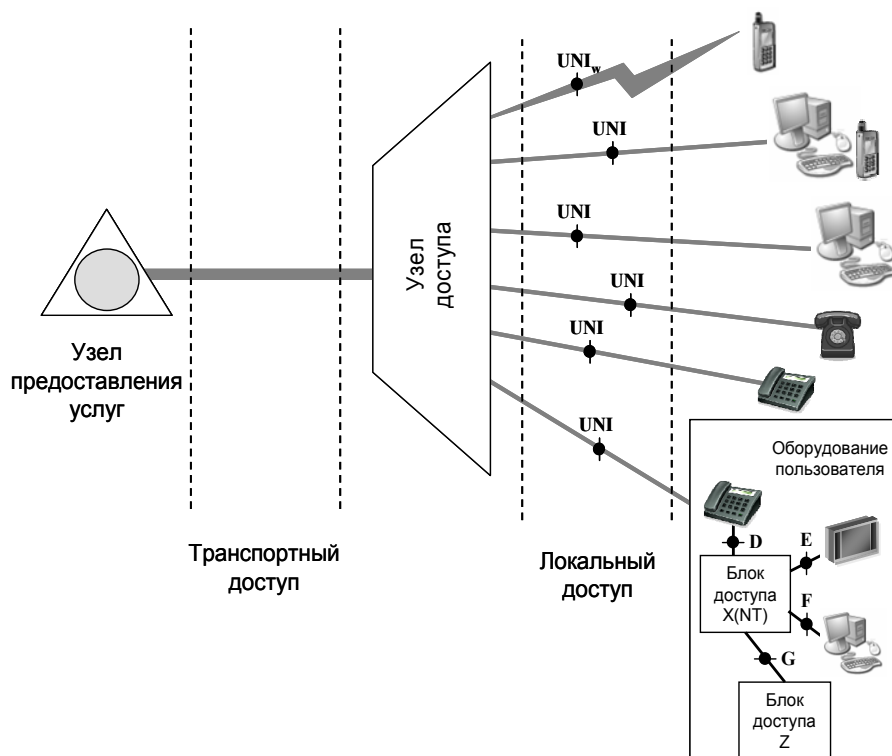 UNIw
UNI
UNI
UNI
UNI
UNI
Узел
доступа
Узел
предоставления
услуг
Транспортный
доступ
Локальный
доступ
Оборудование
пользователя
D
E
Блок
доступа
X(NT)
F
G
Блок
доступа
Z